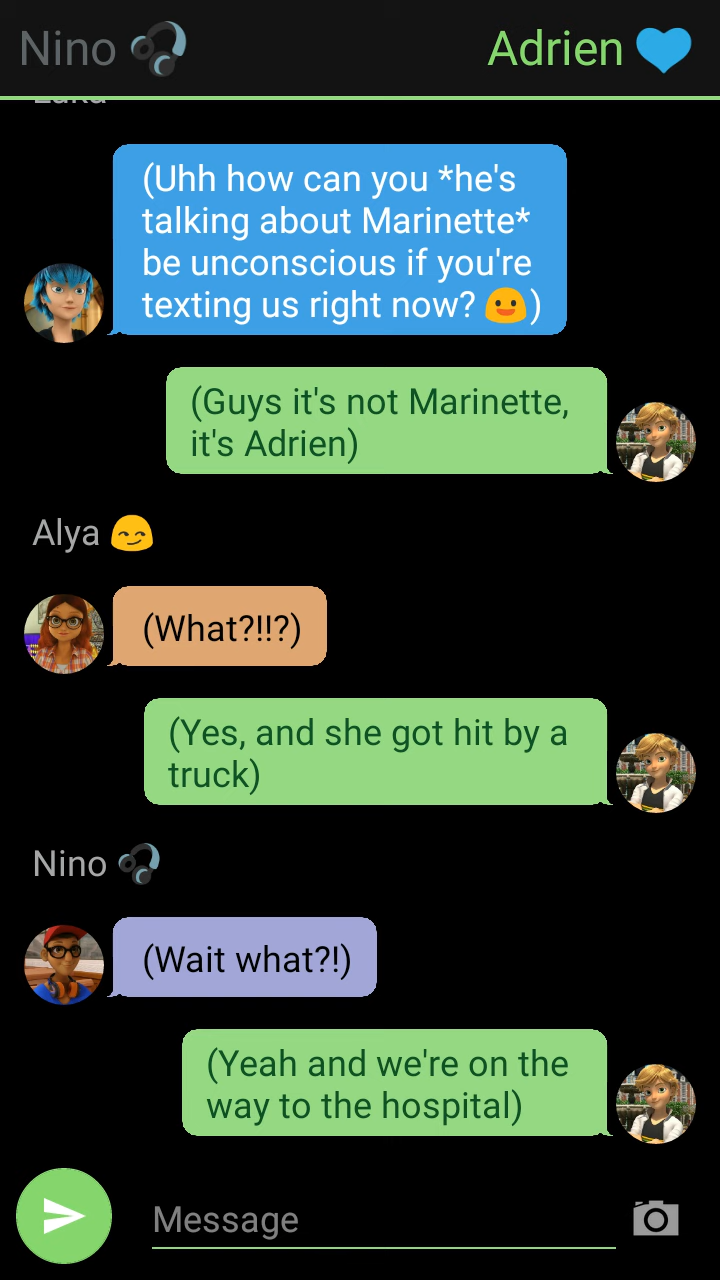 Nino 🎧 Adrien 💙
Luka
(Uhh how can you *he's
talking about Marinette*
be unconscious if you're
texting us right now? 😃)
(Guys it's not Marinette,
it's Adrien)
Alya 😏
(What?!!?)
(Yes, and she got hit by a
truck)
Nino 🎧
(Wait what?!)
(Yeah and we're on the
way to the hospital)
Message